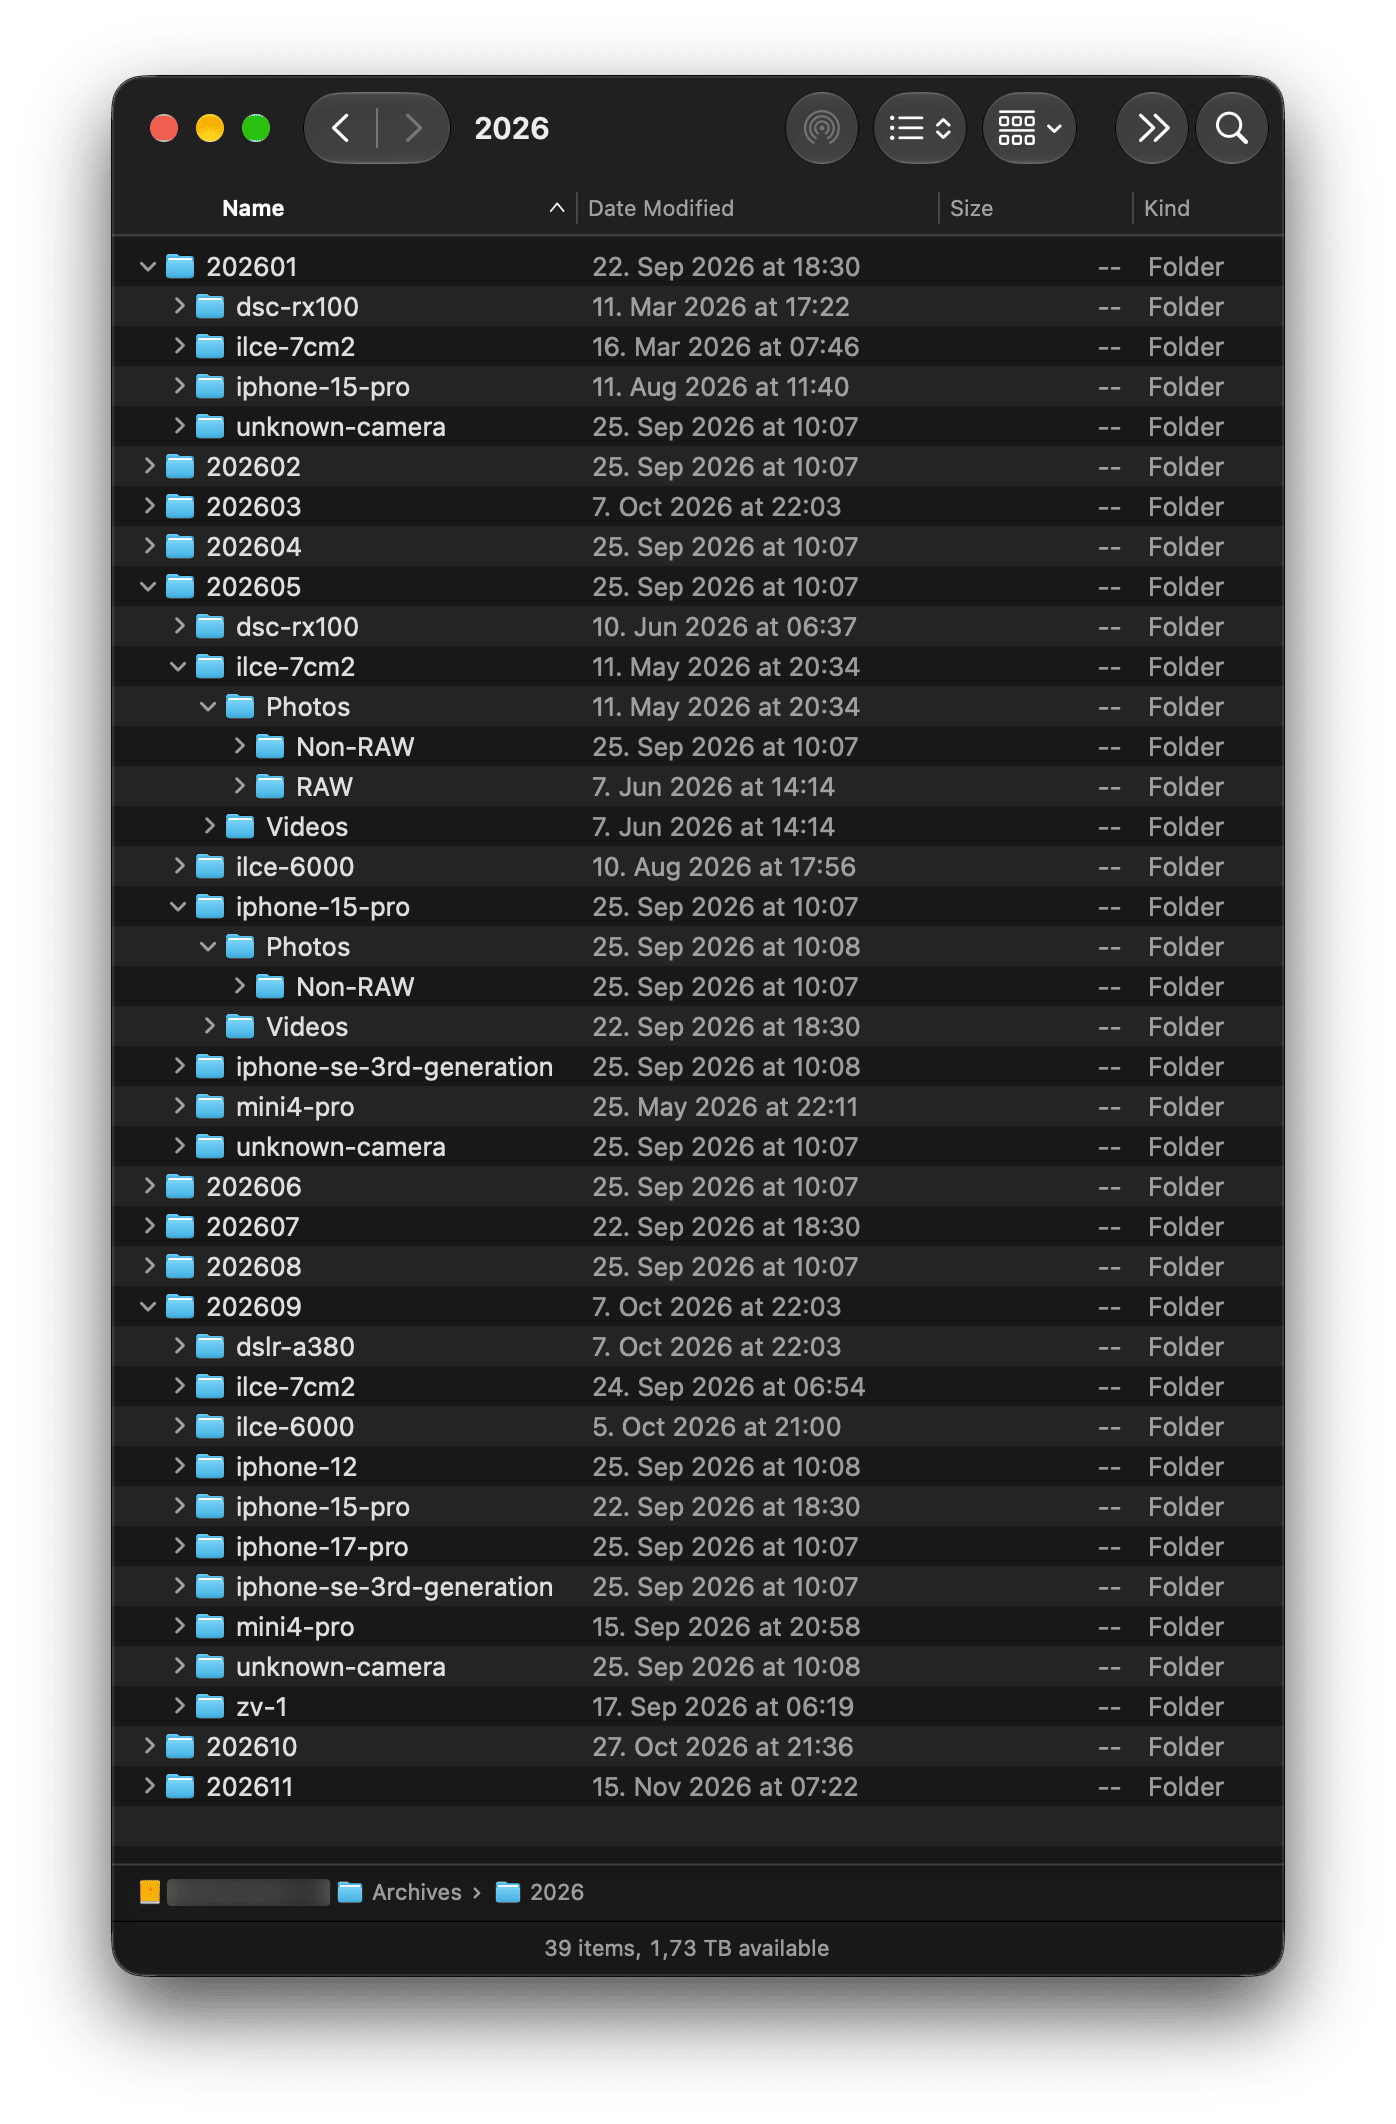 2026
Name Date Modified Size Kind
202601 22. Sep 2026 at 18:30 -- Folder
dsc-rx100 11. Mar 2026 at 17:22 -- Folder
ilce-7cm2 16. Mar 2026 at 07:46 -- Folder
iphone-15-pro 11. Aug 2026 at 11:40 -- Folder
unknown-camera 25. Sep 2026 at 10:07 -- Folder
202602 25. Sep 2026 at 10:07 -- Folder
202603 7. Oct 2026 at 22:03 -- Folder
202604 25. Sep 2026 at 10:07 -- Folder
202605 25. Sep 2026 at 10:07 -- Folder
dsc-rx100 10. Jun 2026 at 06:37 -- Folder
ilce-7cm2 11. May 2026 at 20:34 -- Folder
Photos 11. May 2026 at 20:34 -- Folder
Non-RAW 25. Sep 2026 at 10:07 -- Folder
RAW 7. Jun 2026 at 14:14 -- Folder
Videos 7. Jun 2026 at 14:14 -- Folder
ilce-6000 10. Aug 2026 at 17:56 -- Folder
iphone-15-pro 25. Sep 2026 at 10:07 -- Folder
Photos 25. Sep 2026 at 10:08 -- Folder
Non-RAW 25. Sep 2026 at 10:07 -- Folder
Videos 22. Sep 2026 at 18:30 -- Folder
iphone-se-3rd-generation 25. Sep 2026 at 10:08 -- Folder
mini4-pro 25. May 2026 at 22:11 -- Folder
unknown-camera 25. Sep 2026 at 10:07 -- Folder
202606 25. Sep 2026 at 10:07 -- Folder
202607 22. Sep 2026 at 18:30 -- Folder
202608 25. Sep 2026 at 10:07 -- Folder
202609 7. Oct 2026 at 22:03 -- Folder
dslr-a380 7. Oct 2026 at 22:03 -- Folder
ilce-7cm2 24. Sep 2026 at 06:54 -- Folder
ilce-6000 5. Oct 2026 at 21:00 -- Folder
iphone-12 25. Sep 2026 at 10:08 -- Folder
iphone-15-pro 22. Sep 2026 at 18:30 -- Folder
iphone-17-pro 25. Sep 2026 at 10:07 -- Folder
iphone-se-3rd-generation 25. Sep 2026 at 10:07 -- Folder
mini4-pro 15. Sep 2026 at 20:58 -- Folder
unknown-camera 25. Sep 2026 at 10:08 -- Folder
zv-1 17. Sep 2026 at 06:19 -- Folder
202610 27. Oct 2026 at 21:36 -- Folder
202611 15. Nov 2026 at 07:22 -- Folder
Archives › 2026
39 items, 1,73 TB available